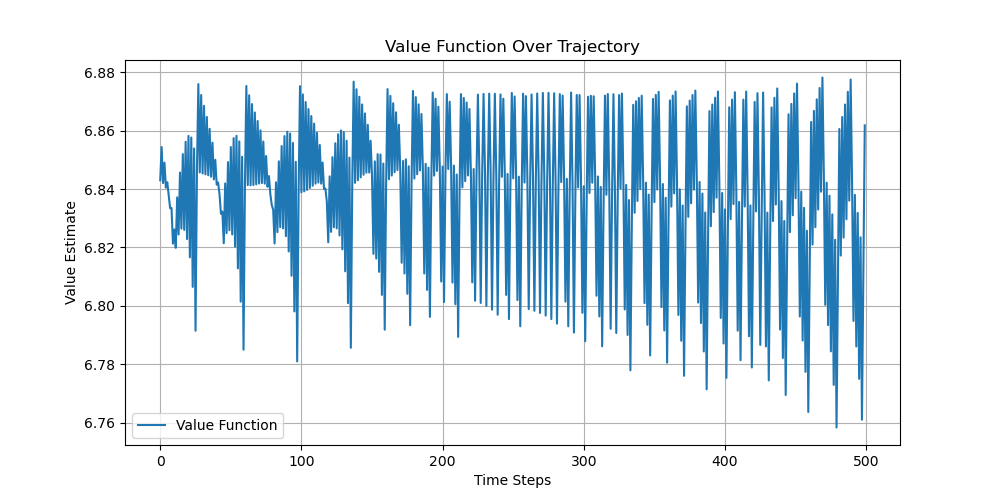 Value Function Over Trajectory
6.88
6.86
6.84
6.82
6.80
6.78
6.76
Value Estimate
Value Function
0 100 200 300 400 500
Time Steps